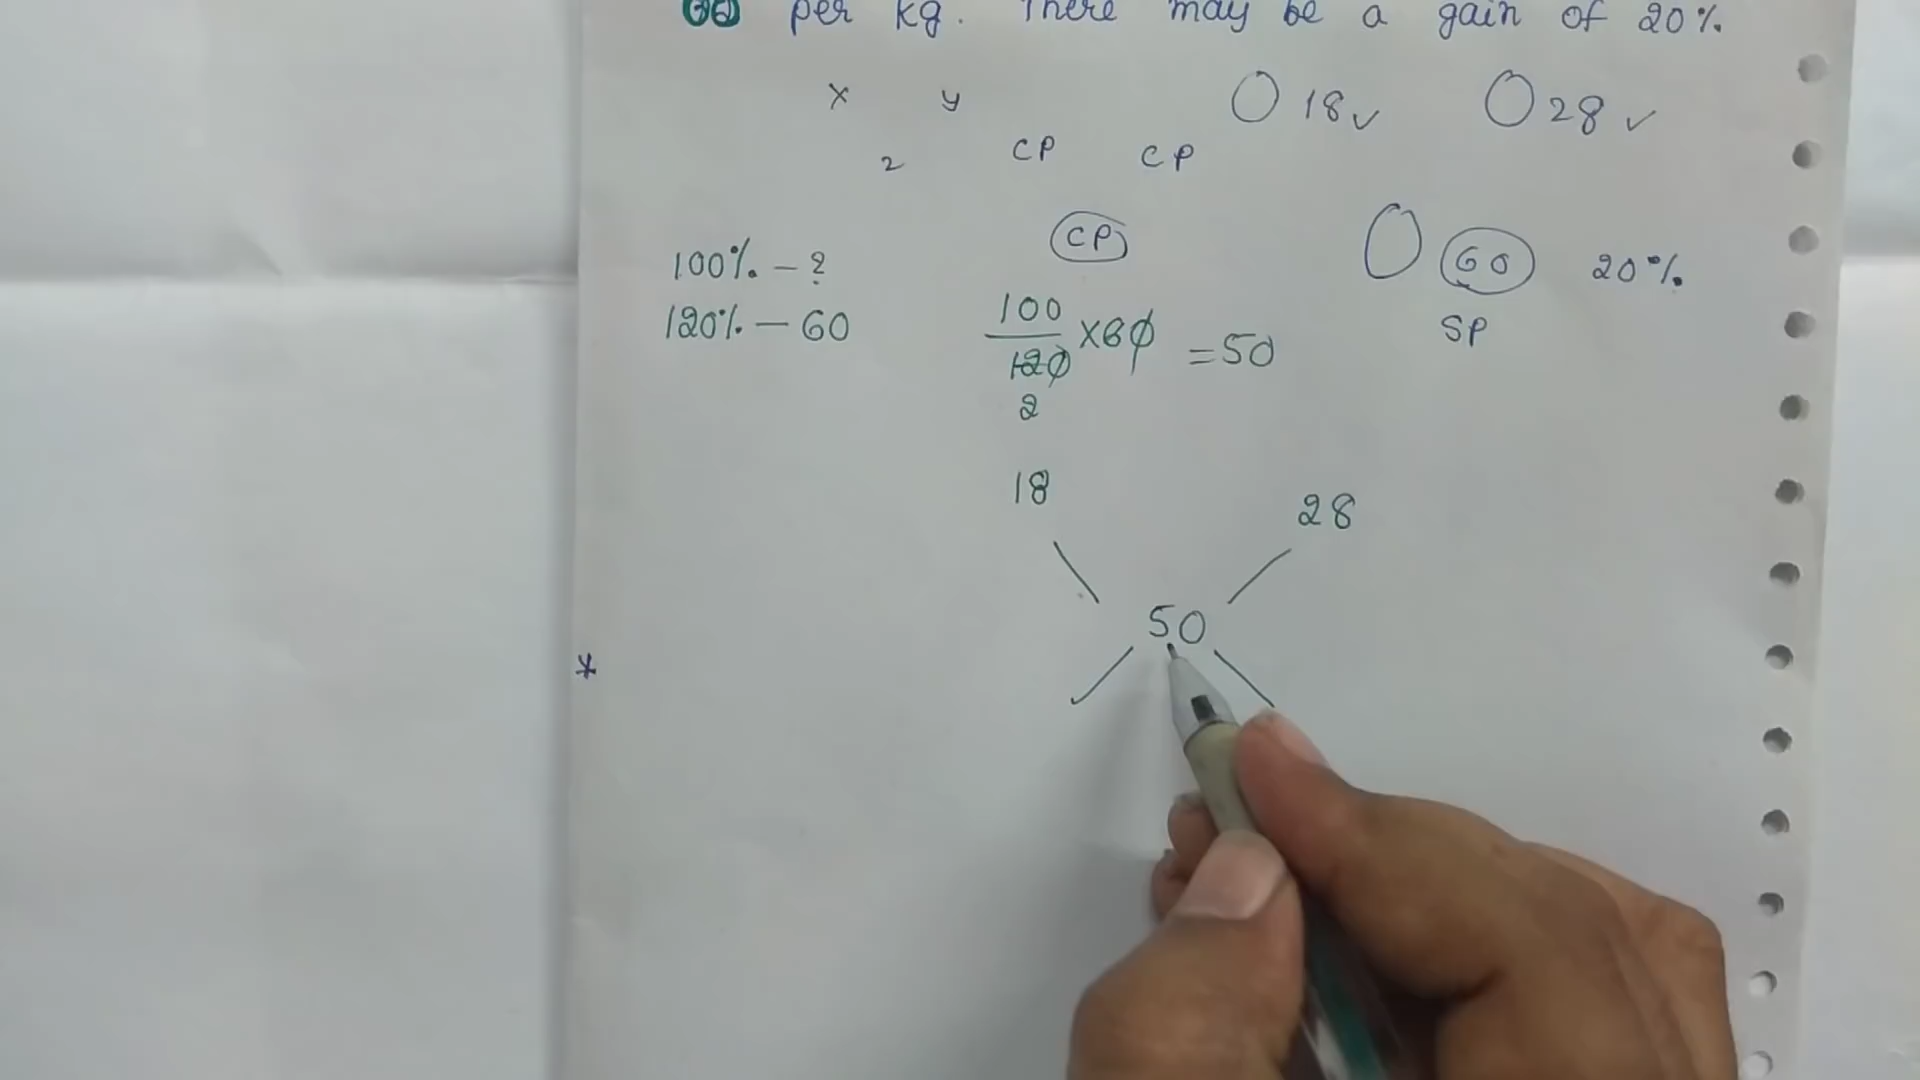 per kg. There may be a gain of 20%.
x y 18 ✓ 28 ✓
z CP CP
CP
100% - ? 60 20%
120% - 60 100/120 × 60 = 50 SP
2
18 28
50
*